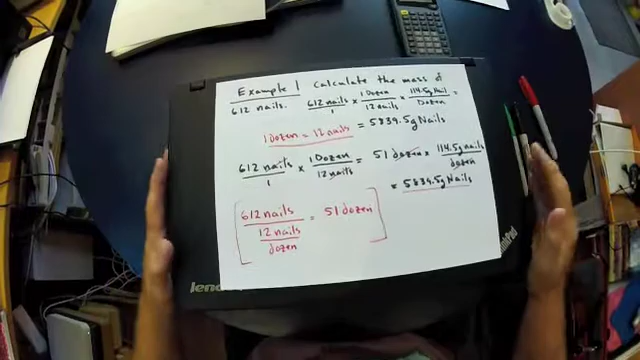 Example 1 Calculate the mass of
612 nails. 612 nails/1 x 1 Dozen/12 nails x 114.5g Nail/Dozen =
= 5839.5g Nails
1 Dozen = 12 nails
612 nails/1 x 1 Dozen/12 nails = 51 dozen x 114.5g nails/dozen
= 5839.5g Nails
[612 nails/12 nails/dozen = 51 dozen]
lenovo
ThinkPad